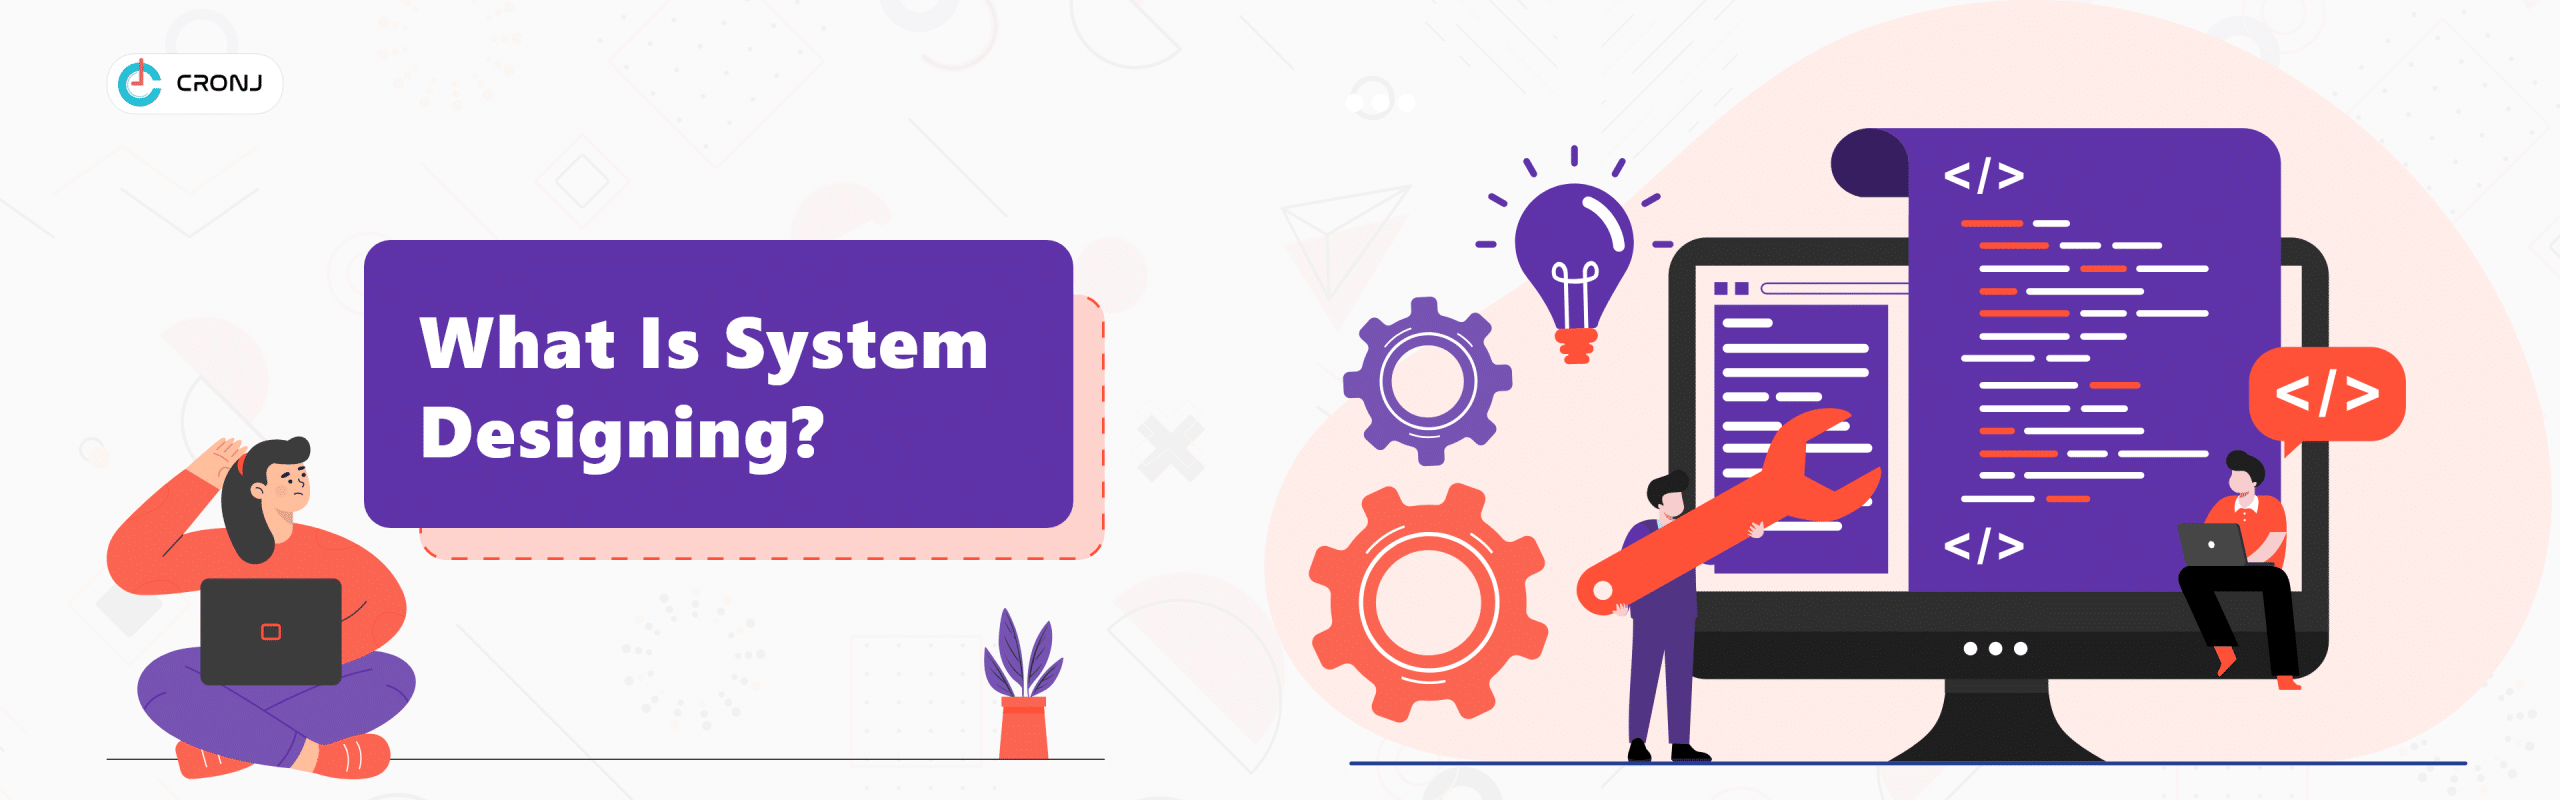 CRONJ
What Is System
Designing?
</>
</>
</>